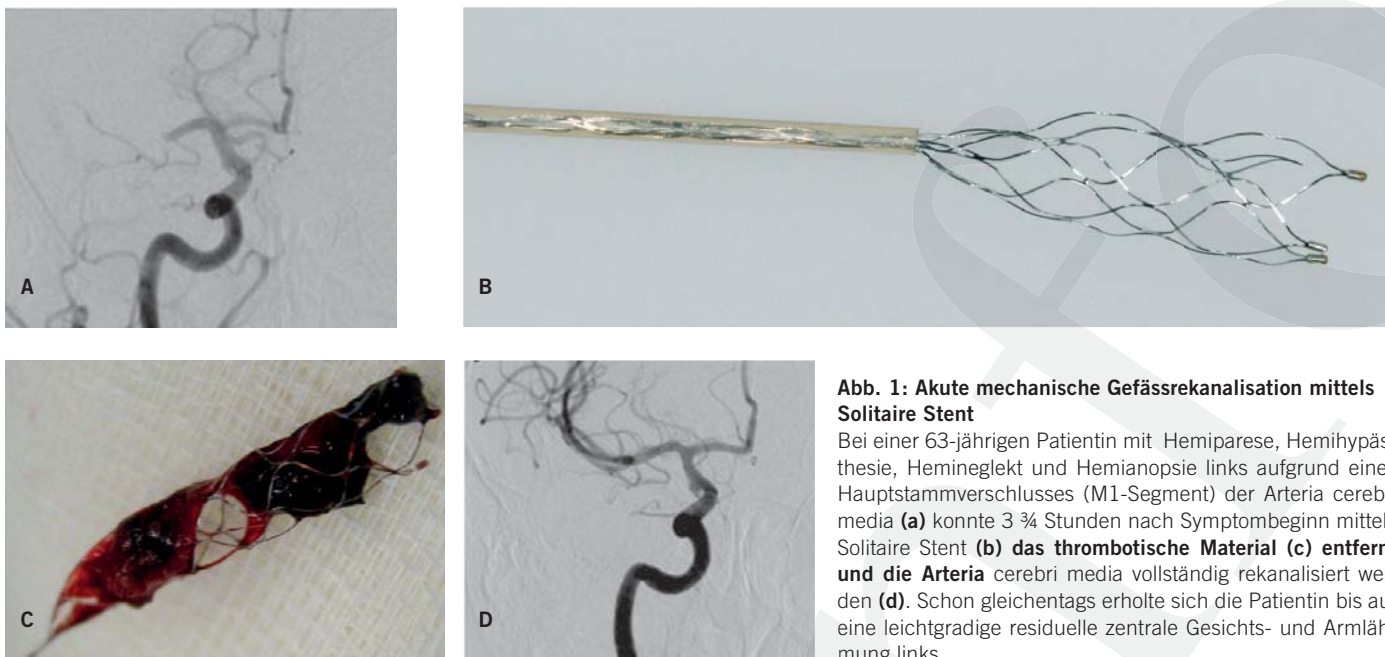 A
B
C
D
Abb. 1: Akute mechanische Gefässrekanalisation mittels
Solitaire Stent
Bei einer 63-jährigen Patientin mit Hemiparese, Hemihypäs
thesie, Hemineglekt und Hemianopsie links aufgrund eine
Hauptstammverschlusses (M1-Segment) der Arteria cerebr
media (a) konnte 3 ¾ Stunden nach Symptombeginn mittel
Solitaire Stent (b) das thrombotische Material (c) entfern
und die Arteria cerebri media vollständig rekanalisiert we
den (d). Schon gleichentags erholte sich die Patientin bis au
eine leichtgradige residuelle zentrale Gesichts- und Armläh
mung links